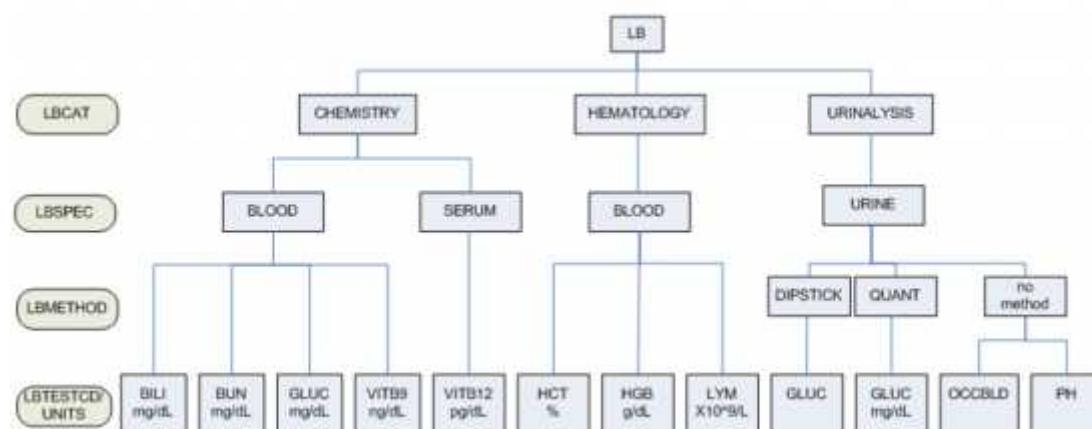 LB
LBCAT
CHEMISTRY
HEMATOLOGY
URINALYSIS
LBSPEC
BLOOD
SERUM
BLOOD
URINE
LBMETHOD
DIPSTICK
QUANT
no
method
LBTESTCD/
UNITS
BILI
mg/dL
BUN
mg/dL
GLUC
mg/dL
VITB9
ng/dL
VITB12
pg/dL
HCT
%
HGB
g/dL
LYM
X10^9/L
GLUC
GLUC
mg/dL
OCCBLD
PH